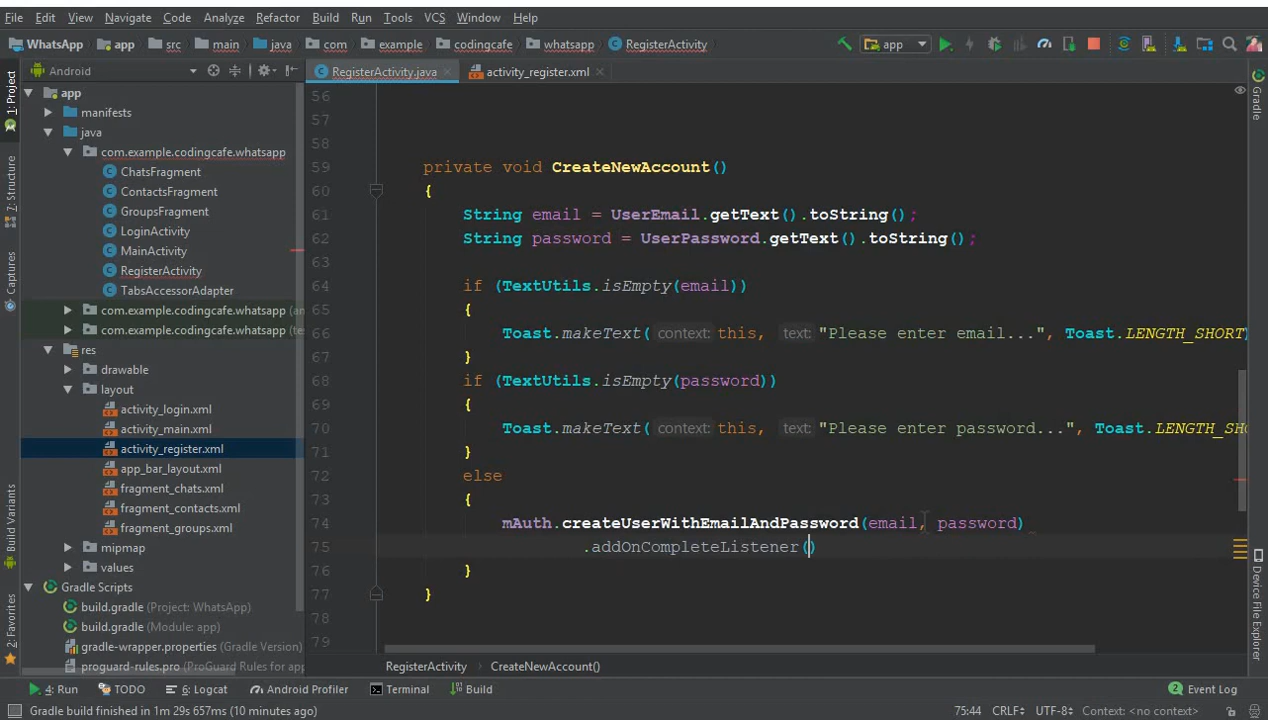 File Edit View Navigate Code Analyze Refactor Build Run Tools VCS Window Help
WhatsApp app src main java com example codingcafe whatsapp RegisterActivity app
Android RegisterActivity.java activity_register.xml
1: Project
7: Structure
Captures
Build Variants
2: Favorites
app
manifests
java
com.example.codingcafe.whatsapp
ChatsFragment
ContactsFragment
GroupsFragment
LoginActivity
MainActivity
RegisterActivity
TabsAccessorAdapter
com.example.codingcafe.whatsapp (an
com.example.codingcafe.whatsapp (te
res
drawable
layout
activity_login.xml
activity_main.xml
activity_register.xml
app_bar_layout.xml
fragment_chats.xml
fragment_contacts.xml
fragment_groups.xml
mipmap
values
Gradle Scripts
build.gradle (Project: WhatsApp)
build.gradle (Module: app)
gradle-wrapper.properties (Gradle Version)
proguard-rules.pro (ProGuard Rules for app
56
57
58
59 private void CreateNewAccount()
60 {
61 String email = UserEmail.getText().toString();
62 String password = UserPassword.getText().toString();
63
64 if (TextUtils.isEmpty(email))
65 {
66 Toast.makeText( context: this, text: "Please enter email...", Toast.LENGTH_SHORT)
67 }
68 if (TextUtils.isEmpty(password))
69 {
70 Toast.makeText( context: this, text: "Please enter password...", Toast.LENGTH_SHO
71 }
72 else
73 {
74 mAuth.createUserWithEmailAndPassword(email, password)
75 .addOnCompleteListener()
76 }
77 }
78
79
RegisterActivity CreateNewAccount()
Gradle
Device File Explorer
4: Run TODO 6: Logcat Android Profiler Terminal Build 2 Event Log
Gradle build finished in 1m 29s 657ms (10 minutes ago) 75:44 CRLF UTF-8 Context: <no context>